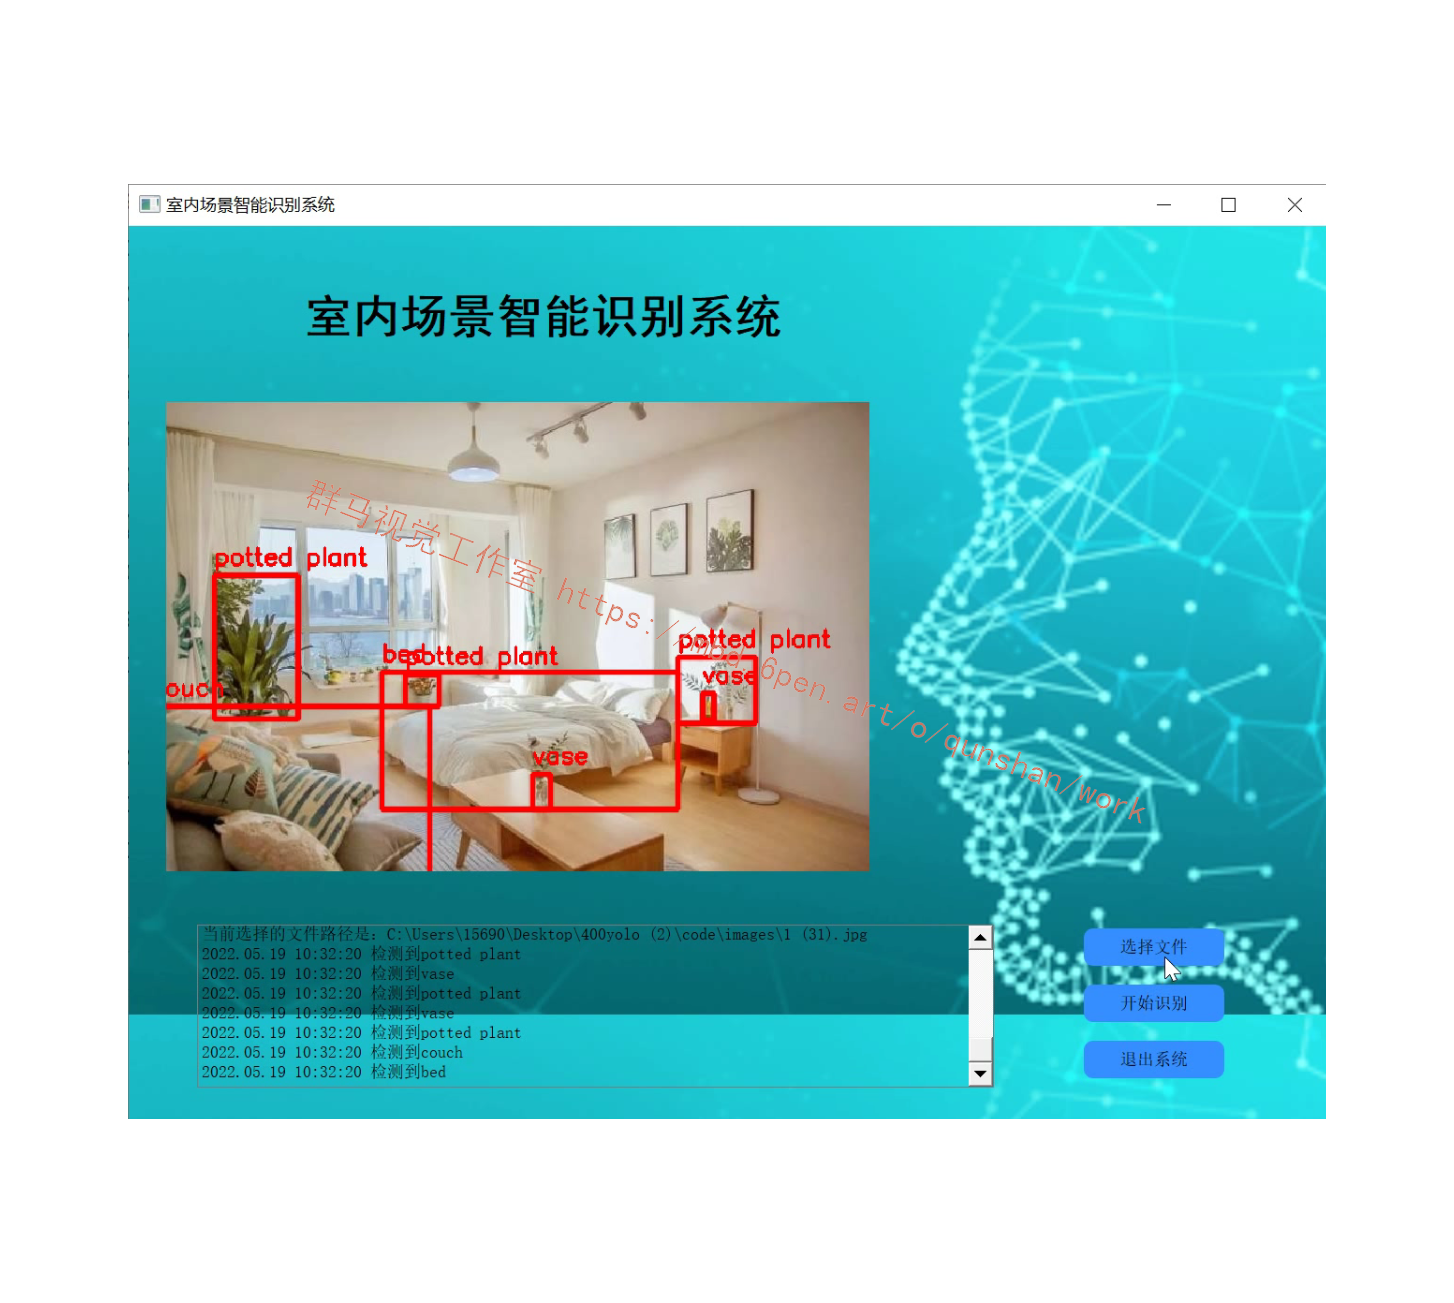 室内场景智能识别系统
室内场景智能识别系统
群马视觉工作室 https://mbd.6pen.art/o/qunshan/work
potted plant
bed
potted plant
potted plant
vase
ouch
vase
当前选择的文件路径是: C:\Users\15690\Desktop\400yolo (2)\code\images\1 (31).jpg
2022.05.19 10:32:20 检测到potted plant
2022.05.19 10:32:20 检测到vase
2022.05.19 10:32:20 检测到potted plant
2022.05.19 10:32:20 检测到vase
2022.05.19 10:32:20 检测到potted plant
2022.05.19 10:32:20 检测到couch
2022.05.19 10:32:20 检测到bed
选择文件
开始识别
退出系统